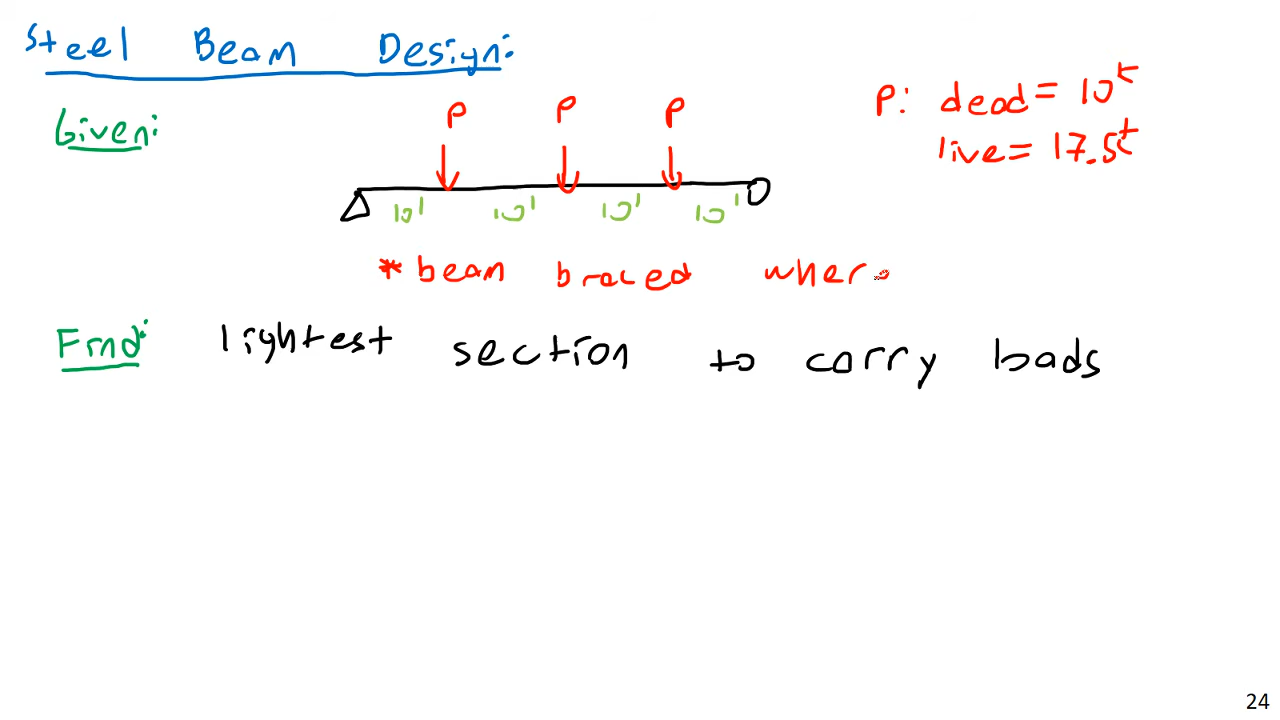 Steel Beam Design:
Given:
P P P
P: dead = 10k
live = 17.5k
10' 10' 10' 10'
* beam braced where
Find: lightest section to carry loads
24